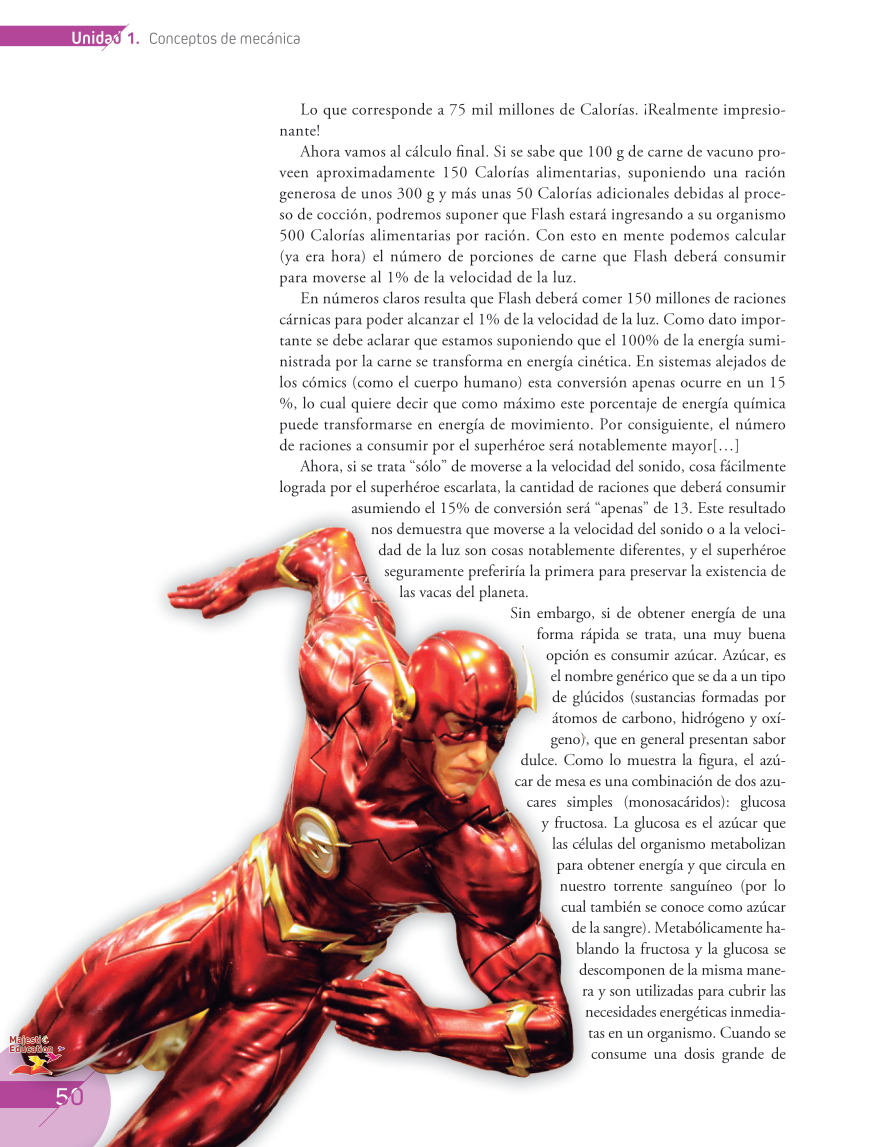 Unidad 1. Conceptos de mecánica
Lo que corresponde a 75 mil millones de Calorías. ¡Realmente impresio-
nante!
Ahora vamos al cálculo final. Si se sabe que 100 g de carne de vacuno pro-
veen aproximadamente 150 Calorías alimentarias, suponiendo una ración
generosa de unos 300 g y más unas 50 Calorías adicionales debidas al proce-
so de cocción, podremos suponer que Flash estará ingresando a su organismo
500 Calorías alimentarias por ración. Con esto en mente podemos calcular
(ya era hora) el número de porciones de carne que Flash deberá consumir
para moverse al 1% de la velocidad de la luz.
En números claros resulta que Flash deberá comer 150 millones de raciones
cárnicas para poder alcanzar el 1% de la velocidad de la luz. Como dato impor-
tante se debe aclarar que estamos suponiendo que el 100% de la energía sumi-
nistrada por la carne se transforma en energía cinética. En sistemas alejados de
los cómics (como el cuerpo humano) esta conversión apenas ocurre en un 15
%, lo cual quiere decir que como máximo este porcentaje de energía química
puede transformarse en energía de movimiento. Por consiguiente, el número
de raciones a consumir por el superhéroe será notablemente mayor[…]
Ahora, si se trata “sólo” de moverse a la velocidad del sonido, cosa fácilmente
lograda por el superhéroe escarlata, la cantidad de raciones que deberá consumir
asumiendo el 15% de conversión será “apenas” de 13. Este resultado
nos demuestra que moverse a la velocidad del sonido o a la veloci-
dad de la luz son cosas notablemente diferentes, y el superhéroe
seguramente preferiría la primera para preservar la existencia de
las vacas del planeta.
Sin embargo, si de obtener energía de una
forma rápida se trata, una muy buena
opción es consumir azúcar. Azúcar, es
el nombre genérico que se da a un tipo
de glúcidos (sustancias formadas por
átomos de carbono, hidrógeno y oxí-
geno), que en general presentan sabor
dulce. Como lo muestra la figura, el azú-
car de mesa es una combinación de dos azu-
cares simples (monosacáridos): glucosa
y fructosa. La glucosa es el azúcar que
las células del organismo metabolizan
para obtener energía y que circula en
nuestro torrente sanguíneo (por lo
cual también se conoce como azúcar
de la sangre). Metabólicamente ha-
blando la fructosa y la glucosa se
descomponen de la misma mane-
ra y son utilizadas para cubrir las
necesidades energéticas inmedia-
tas en un organismo. Cuando se
consume una dosis grande de
Majestic
Education
50